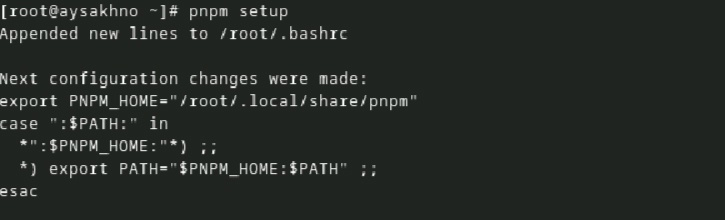 [root@aysakhno ~]# pnpm setup
Appended new lines to /root/.bashrc
Next configuration changes were made:
export PNPM_HOME="/root/.local/share/pnpm"
case ":$PATH:" in
  *":$PNPM_HOME:"*) ;;
  *) export PATH="$PNPM_HOME:$PATH" ;;
esac